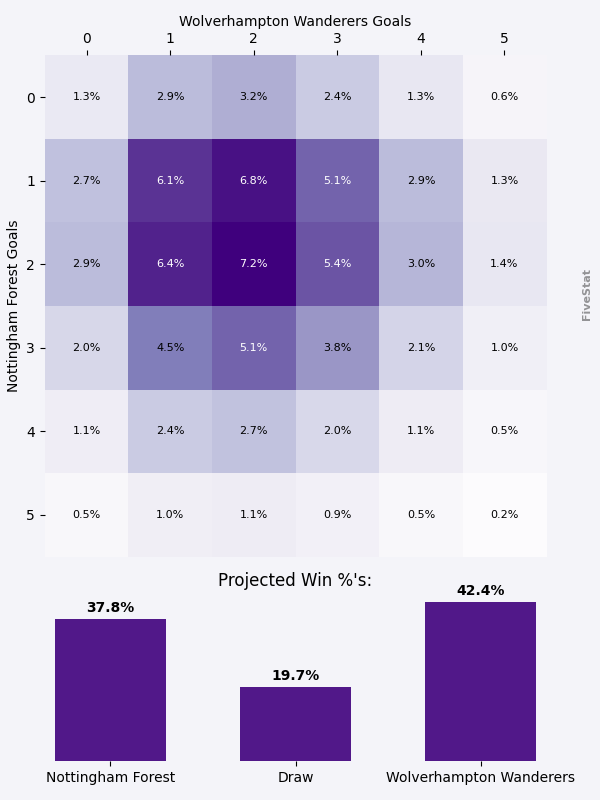 Wolverhampton Wanderers Goals
0 1 2 3 4 5
0 1.3% 2.9% 3.2% 2.4% 1.3% 0.6%
1 2.7% 6.1% 6.8% 5.1% 2.9% 1.3%
2 2.9% 6.4% 7.2% 5.4% 3.0% 1.4%
3 2.0% 4.5% 5.1% 3.8% 2.1% 1.0%
4 1.1% 2.4% 2.7% 2.0% 1.1% 0.5%
5 0.5% 1.0% 1.1% 0.9% 0.5% 0.2%
Nottingham Forest Goals
FiveStat
Projected Win %'s:
37.8% 19.7% 42.4%
Nottingham Forest Draw Wolverhampton Wanderers